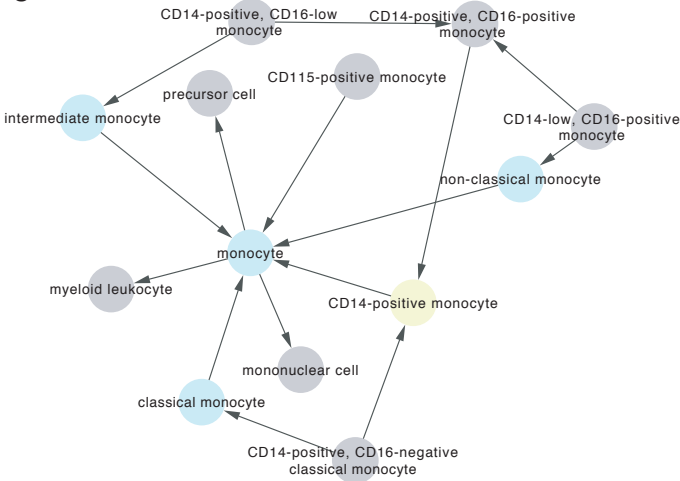 CD14-positive, CD16-low
monocyte
CD14-positive, CD16-positive
monocyte
CD115-positive monocyte
precursor cell
intermediate monocyte
CD14-low, CD16-positive
monocyte
non-classical monocyte
monocyte
myeloid leukocyte
CD14-positive monocyte
mononuclear cell
classical monocyte
CD14-positive, CD16-negative
classical monocyte